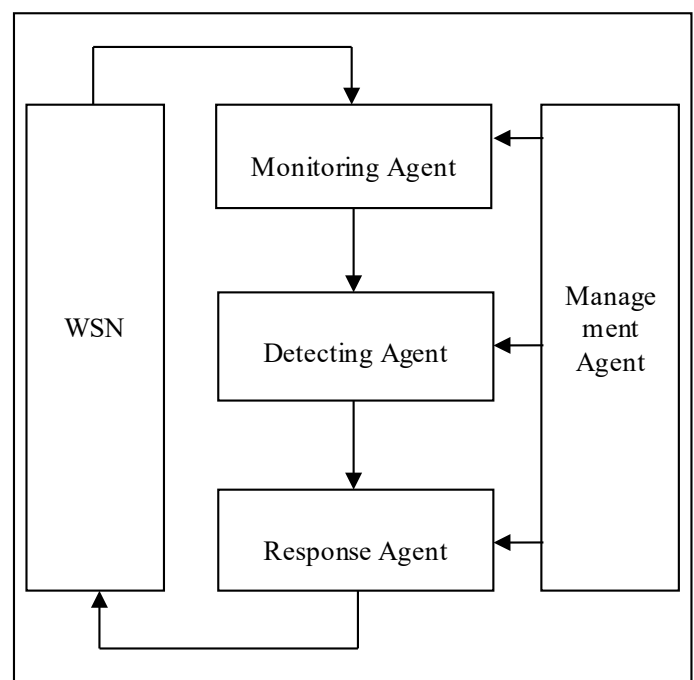 Monitoring Agent
WSN
Detecting Agent
Manage
ment
Agent
Response Agent